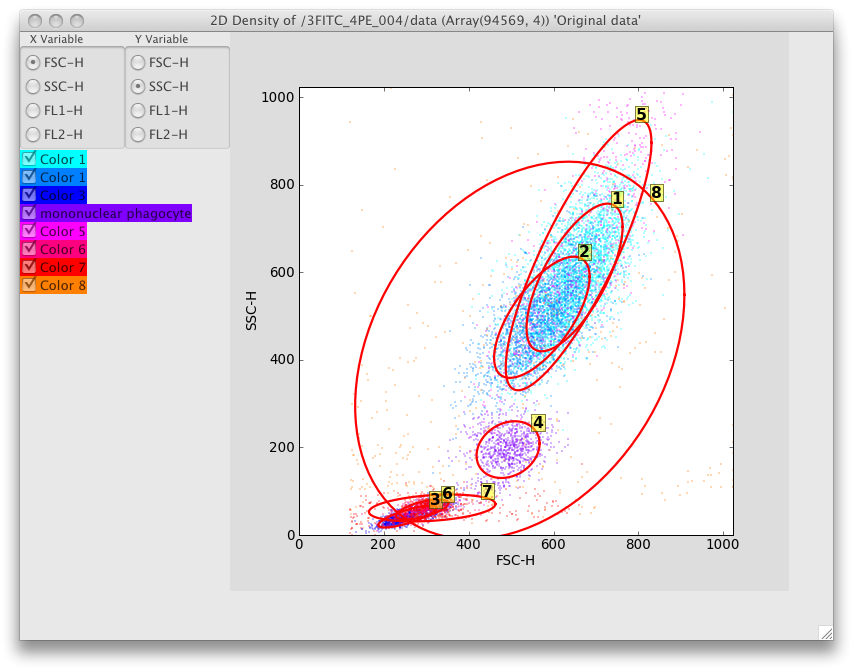 2D Density of /3FITC_4PE_004/data (Array(94569, 4)) 'Original data'
X Variable Y Variable
FSC-H FSC-H
SSC-H SSC-H
FL1-H FL1-H
FL2-H FL2-H
Color 1
Color 1
Color 3
mononuclear phagocyte
Color 5
Color 6
Color 7
Color 8
1000
800
600
400
200
0
SSC-H
5
8
1
2
4
7
6
3
0 200 400 600 800 1000
FSC-H